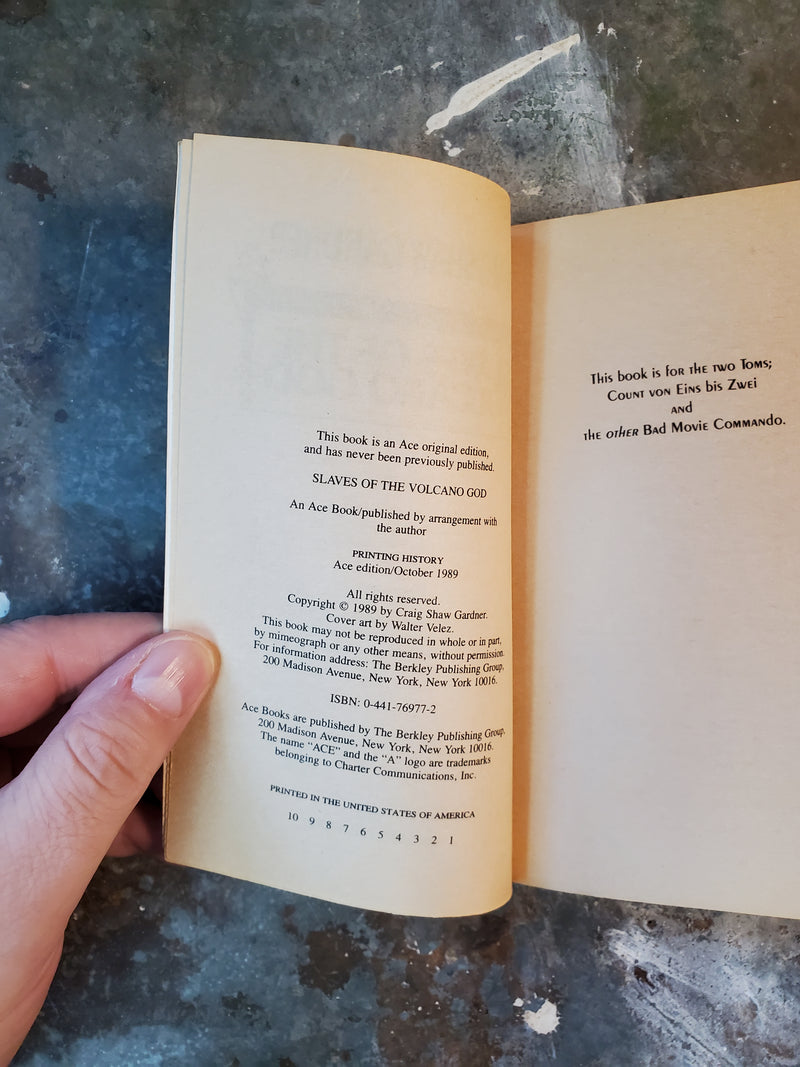 This book is an Ace original edition,
and has never been previously published.
SLAVES OF THE VOLCANO GOD
An Ace Book/published by arrangement with
the author
PRINTING HISTORY
Ace edition/October 1989
All rights reserved.
Copyright © 1989 by Craig Shaw Gardner.
Cover art by Walter Velez.
This book may not be reproduced in whole or in part,
by mimeograph or any other means, without permission.
For information address: The Berkley Publishing Group,
200 Madison Avenue, New York, New York 10016.
ISBN: 0-441-76977-2
Ace Books are published by The Berkley Publishing Group,
200 Madison Avenue, New York, New York 10016.
The name "ACE" and the "A" logo are trademarks
belonging to Charter Communications, Inc.
PRINTED IN THE UNITED STATES OF AMERICA
10 9 8 7 6 5 4 3 2 1
This book is for the two Toms;
Count von Eins bis Zwei
and
the other Bad Movie Commando.